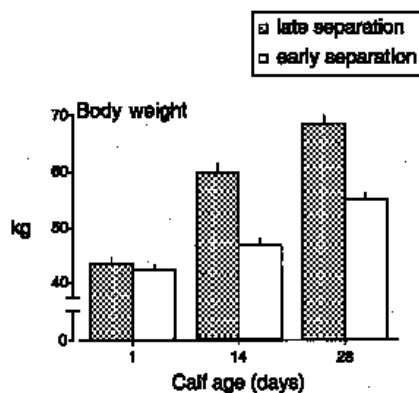 late separation
early separation
Body weight
70
60
50
kg
40
0
1 14 28
Calf age (days)